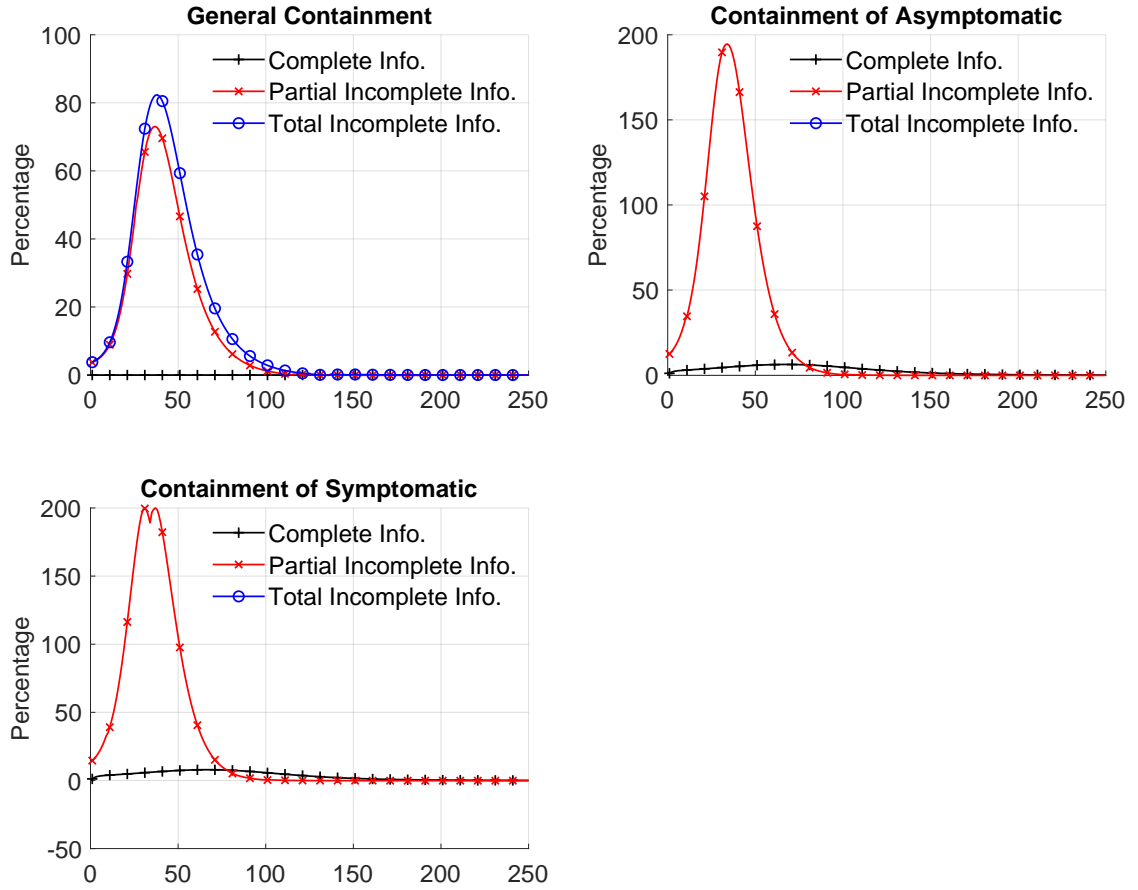 General Containment
Percentage
100
80
60
40
20
0
0 50 100 150 200 250
Complete Info.
Partial Incomplete Info.
Total Incomplete Info.
Containment of Asymptomatic
Percentage
200
150
100
50
0
0 50 100 150 200 250
Complete Info.
Partial Incomplete Info.
Total Incomplete Info.
Containment of Symptomatic
Percentage
200
150
100
50
0
-50
0 50 100 150 200 250
Complete Info.
Partial Incomplete Info.
Total Incomplete Info.